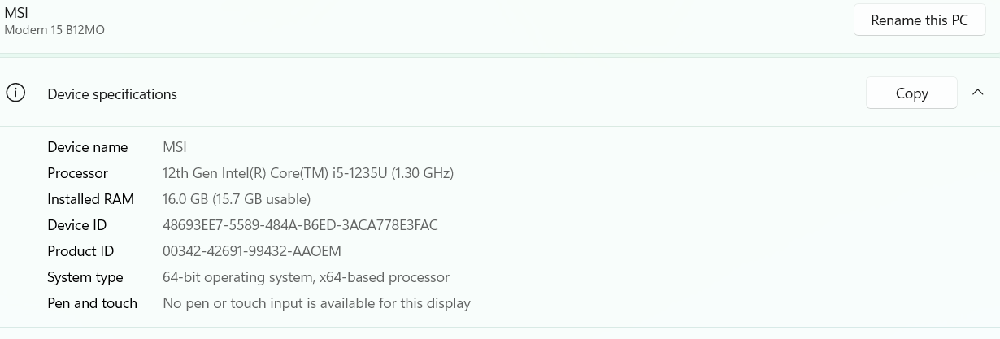 MSI
Modern 15 B12MO
Rename this PC
Device specifications
Copy
Device name MSI
Processor 12th Gen Intel(R) Core(TM) i5-1235U (1.30 GHz)
Installed RAM 16.0 GB (15.7 GB usable)
Device ID 48693EE7-5589-484A-B6ED-3ACA778E3FAC
Product ID 00342-42691-99432-AAOEM
System type 64-bit operating system, x64-based processor
Pen and touch No pen or touch input is available for this display